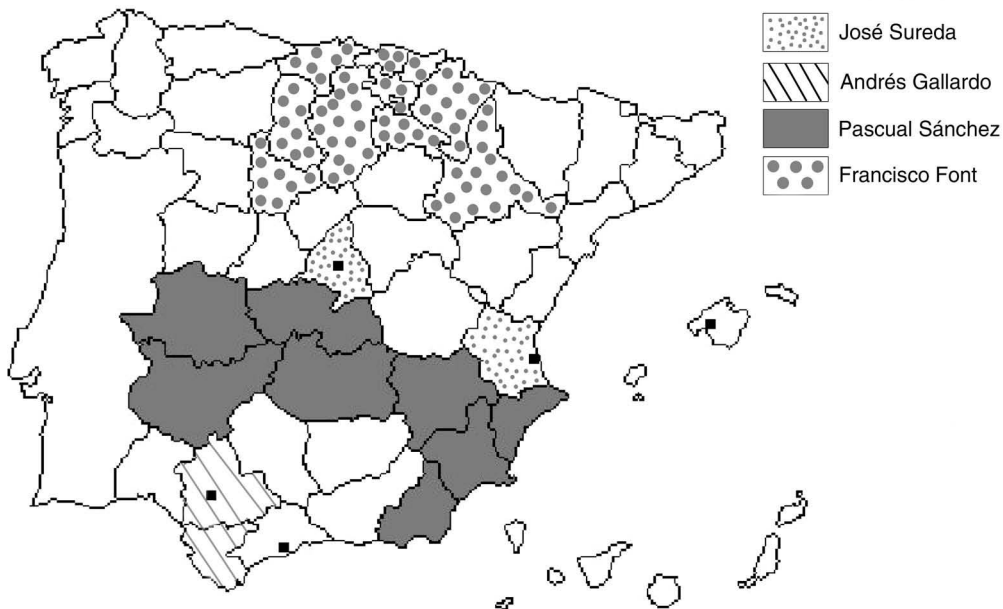 José Sureda
Andrés Gallardo
Pascual Sánchez
Francisco Font